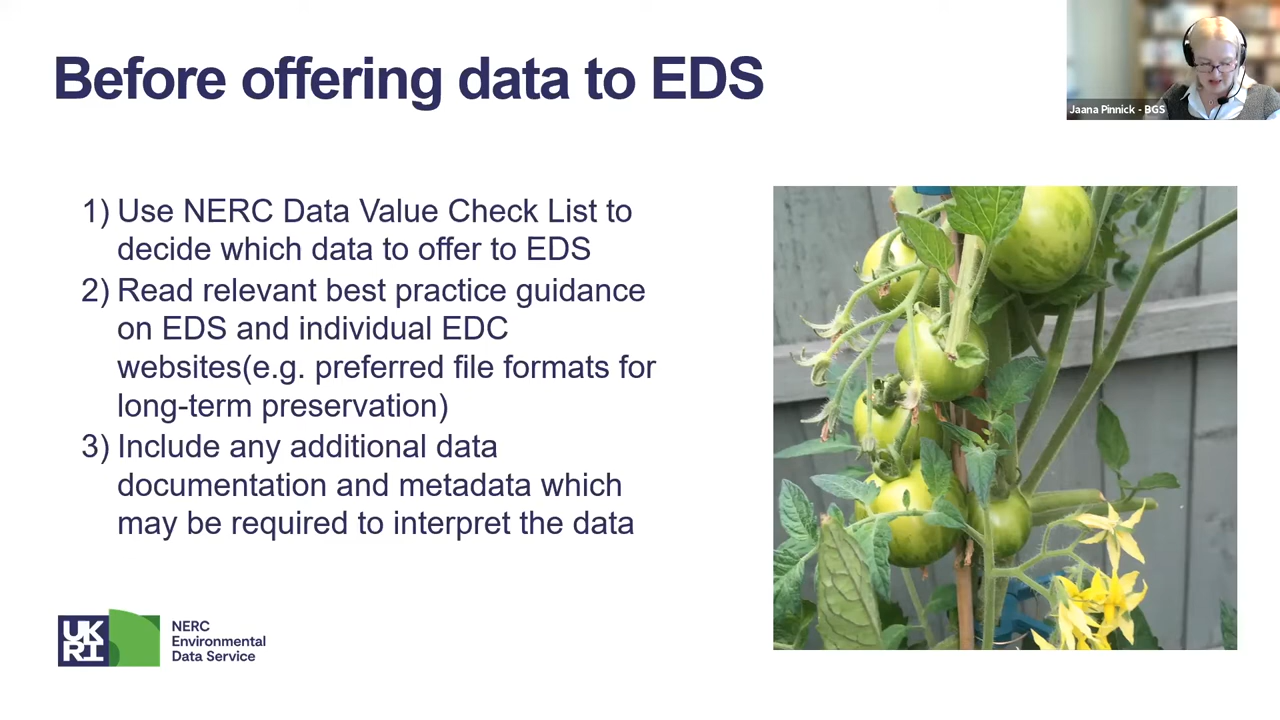 Before offering data to EDS
Jaana Pinnick - BGS
1) Use NERC Data Value Check List to
decide which data to offer to EDS
2) Read relevant best practice guidance
on EDS and individual EDC
websites(e.g. preferred file formats for
long-term preservation)
3) Include any additional data
documentation and metadata which
may be required to interpret the data
UK
RI
NERC
Environmental
Data Service